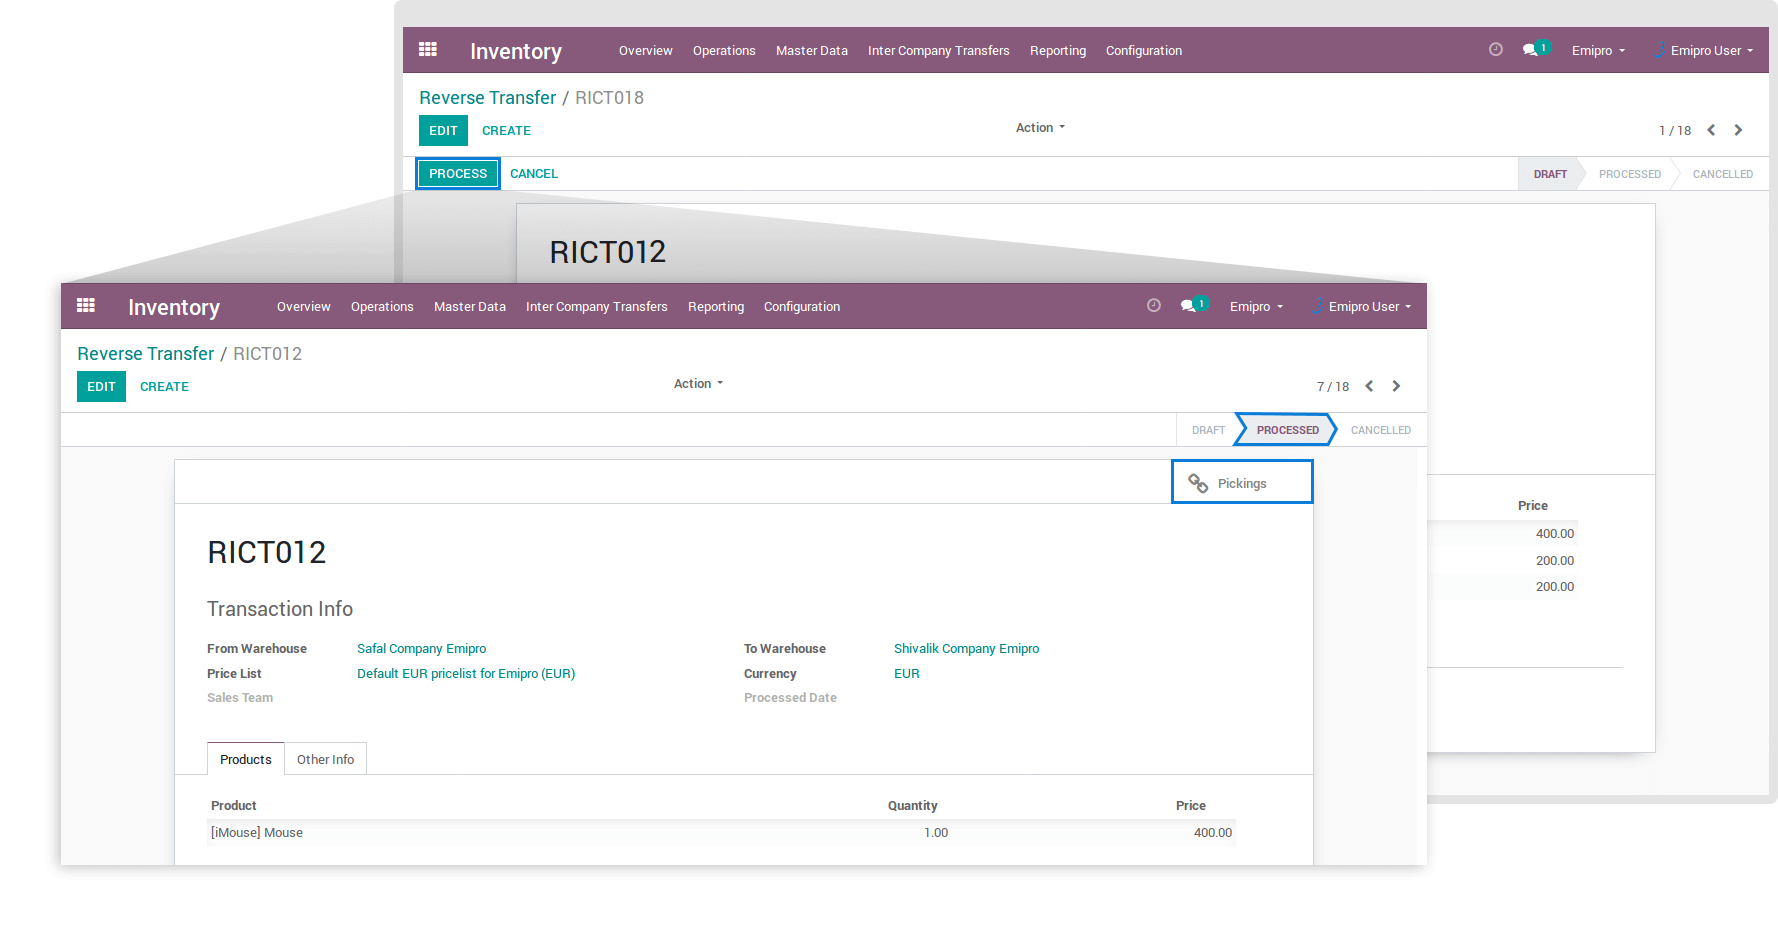 Inventory Overview Operations Master Data Inter Company Transfers Reporting Configuration 1 Emipro Emipro User
Reverse Transfer / RICT018
EDIT CREATE Action 1 / 18
PROCESS CANCEL DRAFT PROCESSED CANCELLED
RICT012
Price
400.00
200.00
200.00
Inventory Overview Operations Master Data Inter Company Transfers Reporting Configuration 1 Emipro Emipro User
Reverse Transfer / RICT012
EDIT CREATE Action 7 / 18
DRAFT PROCESSED CANCELLED
Pickings
RICT012
Transaction Info
From Warehouse Safal Company Emipro To Warehouse Shivalik Company Emipro
Price List Default EUR pricelist for Emipro (EUR) Currency EUR
Sales Team Processed Date
Products Other Info
Product Quantity Price
[iMouse] Mouse 1.00 400.00